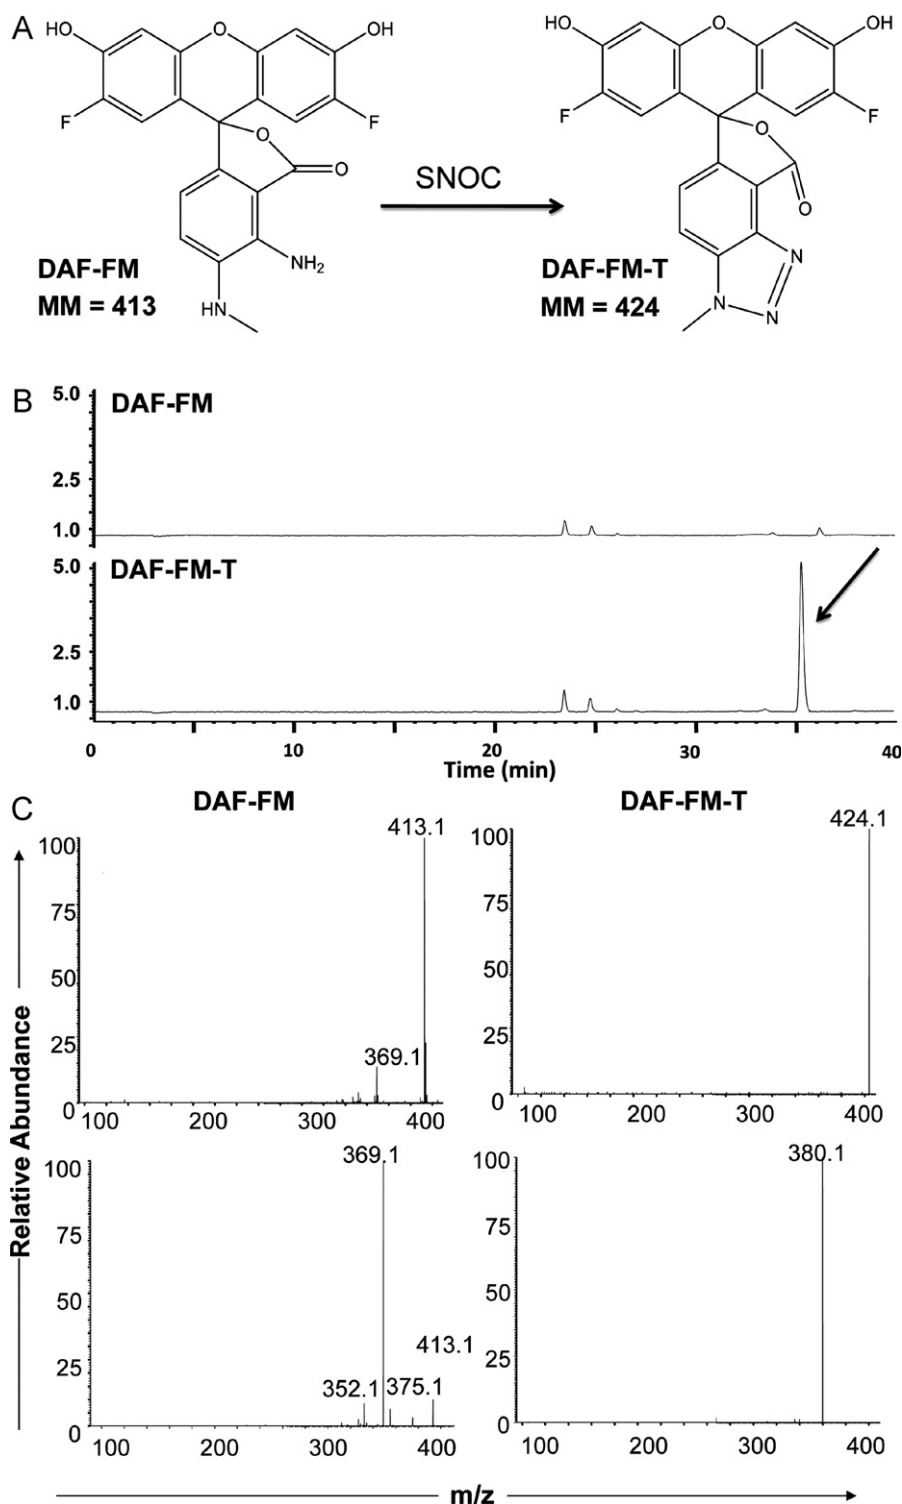 A
HO
O
OH
F
F
O
O
NH2
HN
DAF-FM
MM = 413
SNOC
HO
O
OH
F
F
O
O
N
N
N
DAF-FM-T
MM = 424
B
5.0
DAF-FM
2.5
1.0
5.0
DAF-FM-T
2.5
1.0
0 10 20 30 40
Time (min)
C
DAF-FM
DAF-FM-T
Relative Abundance
413.1
100
75
50
25
369.1
0
100 200 300 400
424.1
100
75
50
25
0
100 200 300 400
369.1
100
75
50
413.1
25
352.1 375.1
0
100 200 300 400
380.1
100
75
50
25
0
100 200 300 400
m/z